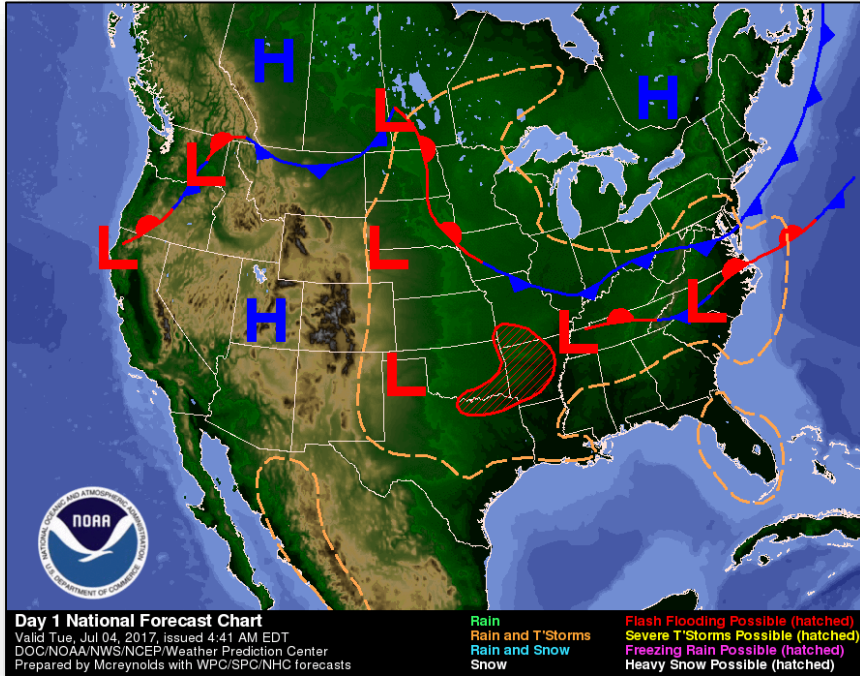 H
H
L
L
L
L
H
L
L
L
NATIONAL OCEANIC AND ATMOSPHERIC ADMINISTRATION
NOAA
U.S. DEPARTMENT OF COMMERCE
Day 1 National Forecast Chart
Valid Tue, Jul 04, 2017, issued 4:41 AM EDT
DOC/NOAA/NWS/NCEP/Weather Prediction Center
Prepared by Mcreynolds with WPC/SPC/NHC forecasts
Rain
Rain and T'Storms
Rain and Snow
Snow
Flash Flooding Possible (hatched)
Severe T'Storms Possible (hatched)
Freezing Rain Possible (hatched)
Heavy Snow Possible (hatched)